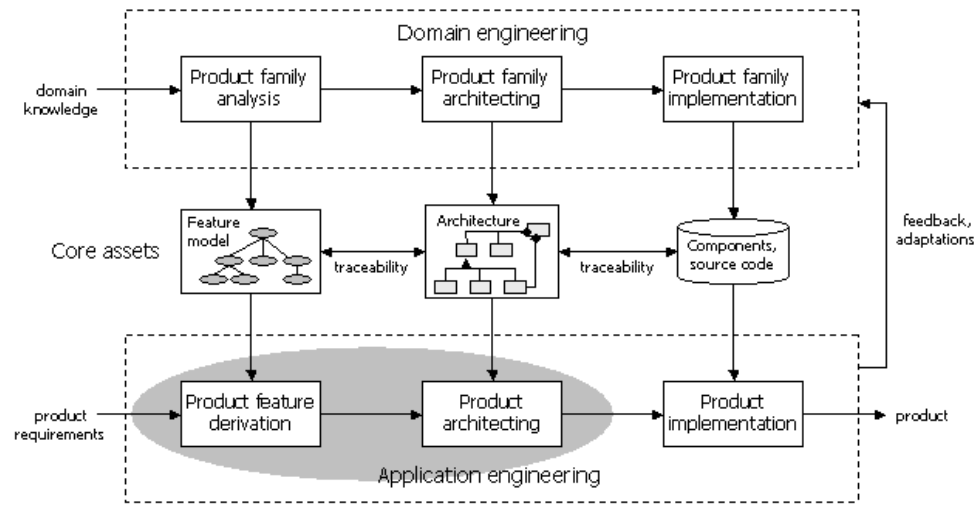 Domain engineering
domain
knowledge
Product family
analysis
Product family
architecting
Product family
implementation
Core assets
Feature
model
traceability
Architecture
traceability
Components,
source code
feedback,
adaptations
product
requirements
Product feature
derivation
Product
architecting
Product
implementation
product
Application engineering